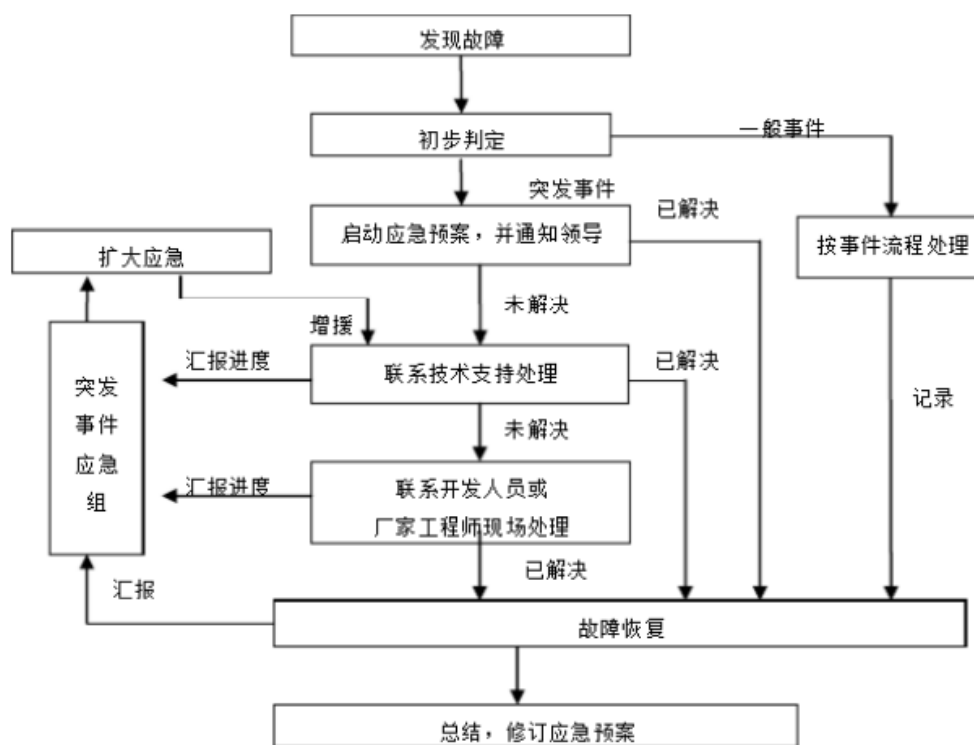 发现故障
初步判定
一般事件
突发事件
启动应急预案，并通知领导
已解决
按事件流程处理
扩大应急
未解决
增援
汇报进度
联系技术支持处理
已解决
突发
事件
应急
组
记录
未解决
汇报进度
联系开发人员或
厂家工程师现场处理
已解决
汇报
故障恢复
总结，修订应急预案